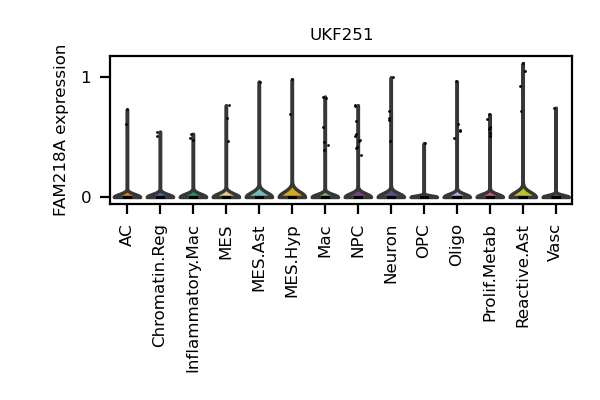 UKF251
FAM218A expression
1
0
AC
Chromatin.Reg
Inflammatory.Mac
MES
MES.Ast
MES.Hyp
Mac
NPC
Neuron
OPC
Oligo
Prolif.Metab
Reactive.Ast
Vasc